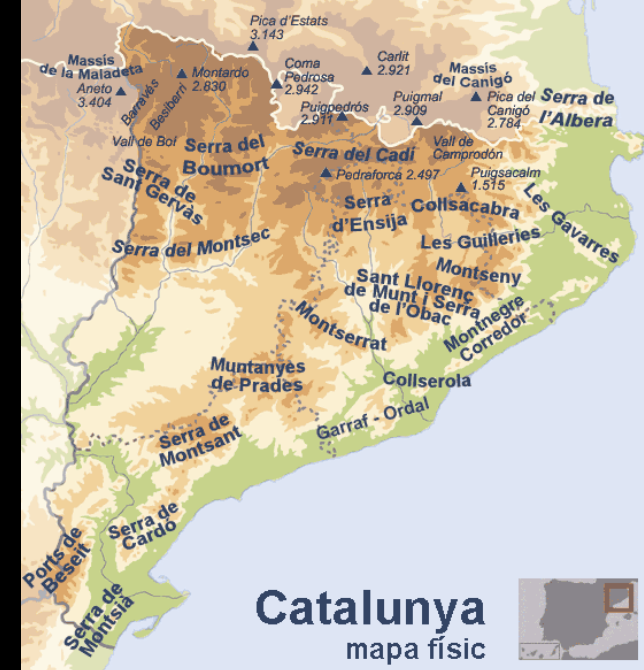 Pica d'Estats
3.143
Massís
de la Maladeta
Aneto
3.404
Montardo
2.830
Coma
Pedrosa
2.942
Carlit
2.921
Massís
del Canigó
Pica del
Canigó
2.784
Serra de
l'Albera
Barravés
Besiberri
Puigpedrós
2.911
Puigmal
2.909
Vall de Boí
Serra del
Boumort
Serra del Cadí
Vall de
Camprodón
Pedraforca 2.497
Puigsacalm
1.515
Serra de
Sant Gervàs
Serra
d'Ensija
Collsacabra
Les Gavarres
Serra del Montsec
Les Guilleries
Montseny
Sant Llorenç
de Munt i Serra
de l'Obac
Montserrat
Montnegre
Corredor
Muntanyes
de Prades
Collserola
Garraf - Ordal
Serra de
Montsant
Serra de
Cardó
Ports de
Beseit
Serra de
Montsià
Catalunya
mapa físic